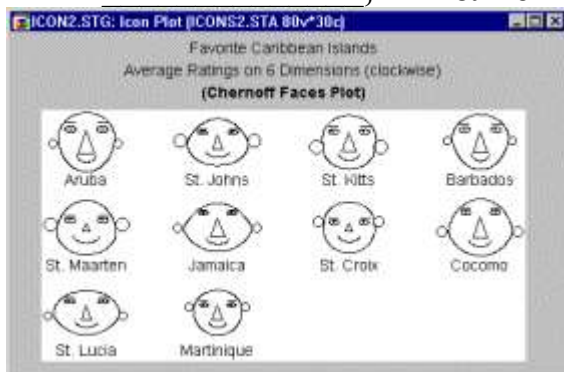 ICON2.STG: Icon Plot (ICONS2.STA 80v*30c)
Favorite Caribbean Islands
Average Ratings on 6 Dimensions (clockwise)
(Chernoff Faces Plot)
Aruba St. Johns St. Kitts Barbados
St. Maarten Jamaica St. Croix Cocomo
St. Lucia Martinique